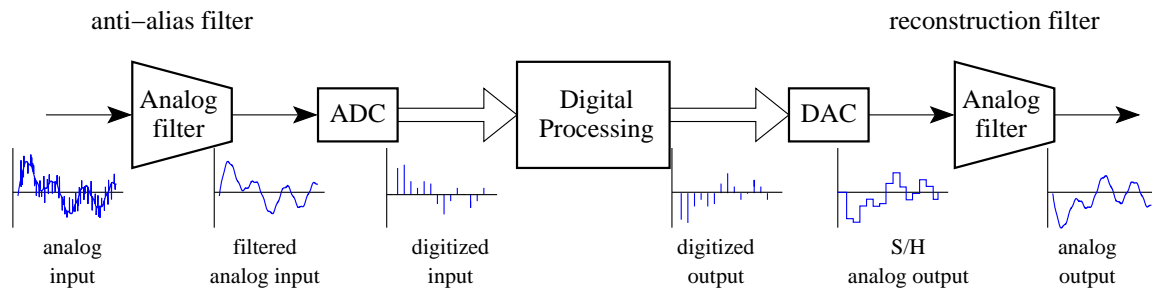 anti−alias filter
reconstruction filter
Analog
filter
ADC
Digital
Processing
DAC
Analog
filter
analog
input
filtered
analog input
digitized
input
digitized
output
S/H
analog output
analog
output